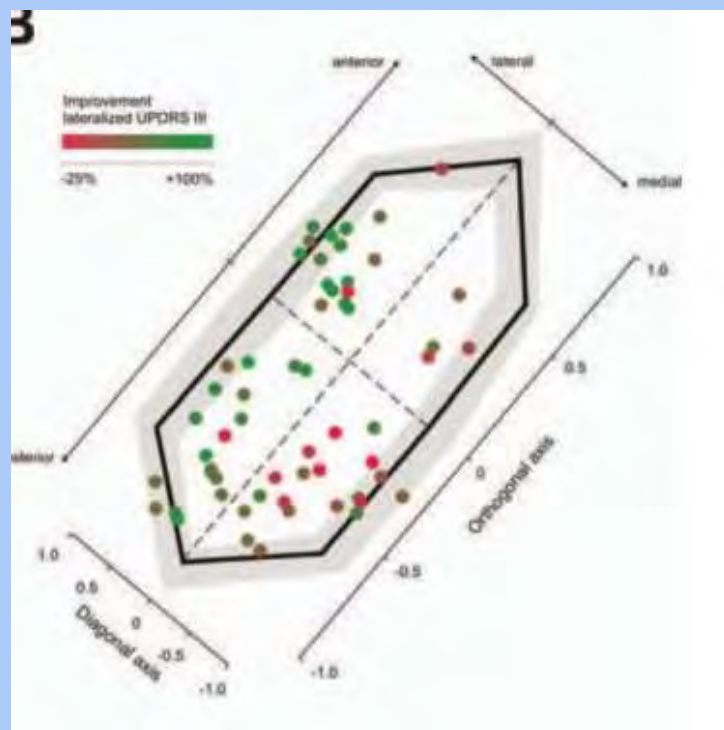 B
anterior
lateral
Improvement
lateralized UPDRS III
-25% +100%
medial
1.0
0.5
0
-0.5
-1.0
Orthogonal axis
sterior
1.0
0.5
0
-0.5
-1.0
Diagonal axis